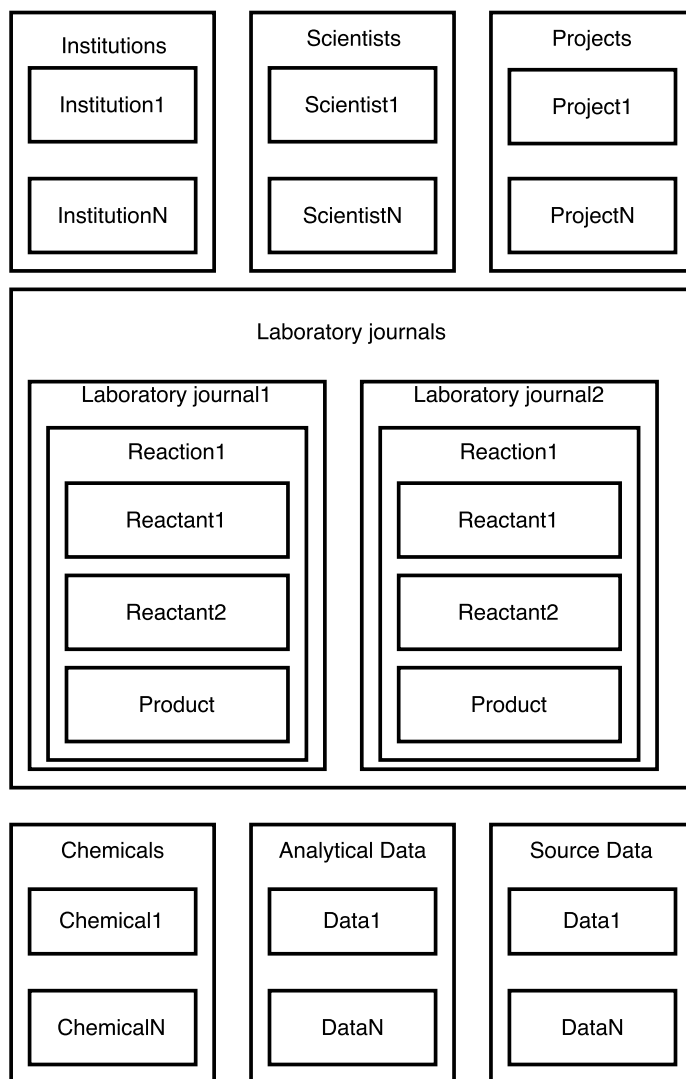 Institutions
Institution1
InstitutionN
Scientists
Scientist1
ScientistN
Projects
Project1
ProjectN
Laboratory journals
Laboratory journal1
Reaction1
Reactant1
Reactant2
Product
Laboratory journal2
Reaction1
Reactant1
Reactant2
Product
Chemicals
Chemical1
ChemicalN
Analytical Data
Data1
DataN
Source Data
Data1
DataN